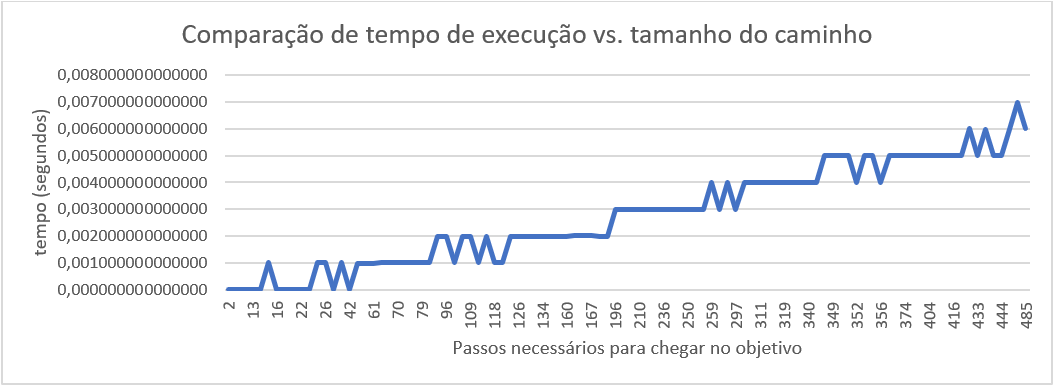 Comparação de tempo de execução vs. tamanho do caminho
0,008000000000000
0,007000000000000
0,006000000000000
0,005000000000000
0,004000000000000
0,003000000000000
0,002000000000000
0,001000000000000
0,000000000000000
tempo (segundos)
2 13 16 22 26 42 61 70 79 96 109 118 126 134 160 167 196 210 236 250 259 297 311 319 340 349 356 374 404 416 433 444 485
Passos necessários para chegar no objetivo